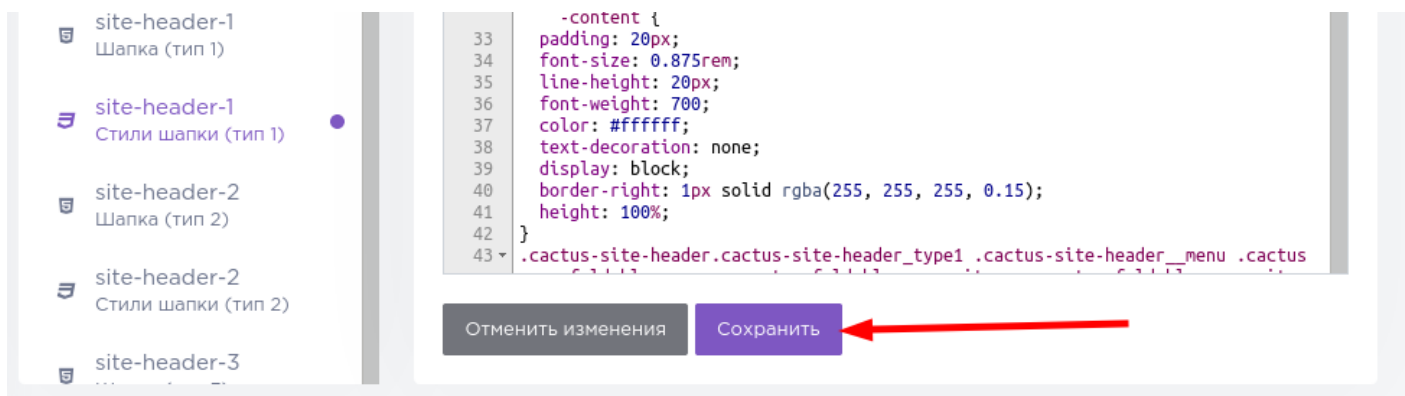 site-header-1
Шапка (тип 1)
site-header-1
Стили шапки (тип 1)
site-header-2
Шапка (тип 2)
site-header-2
Стили шапки (тип 2)
site-header-3
-content {
33 padding: 20px;
34 font-size: 0.875rem;
35 line-height: 20px;
36 font-weight: 700;
37 color: #ffffff;
38 text-decoration: none;
39 display: block;
40 border-right: 1px solid rgba(255, 255, 255, 0.15);
41 height: 100%;
42 }
43 .cactus-site-header.cactus-site-header_type1 .cactus-site-header__menu .cactus
Отменить изменения
Сохранить